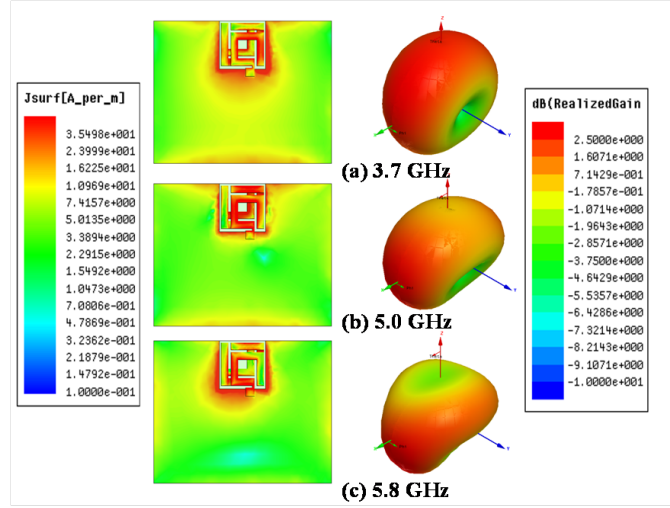 Jsurf[A_per_m]
3.5498e+001
2.3999e+001
1.6225e+001
1.0969e+001
7.4157e+000
5.0135e+000
3.3894e+000
2.2915e+000
1.5492e+000
1.0473e+000
7.0806e-001
4.7869e-001
3.2362e-001
2.1879e-001
1.4792e-001
1.0000e-001
Z
Y
(a) 3.7 GHz
Y
(b) 5.0 GHz
Z
Y
(c) 5.8 GHz
dB(RealizedGain
2.5000e+000
1.6071e+000
7.1429e-001
-1.7857e-001
-1.0714e+000
-1.9643e+000
-2.8571e+000
-3.7500e+000
-4.6429e+000
-5.5357e+000
-6.4286e+000
-7.3214e+000
-8.2143e+000
-9.1071e+000
-1.0000e+001